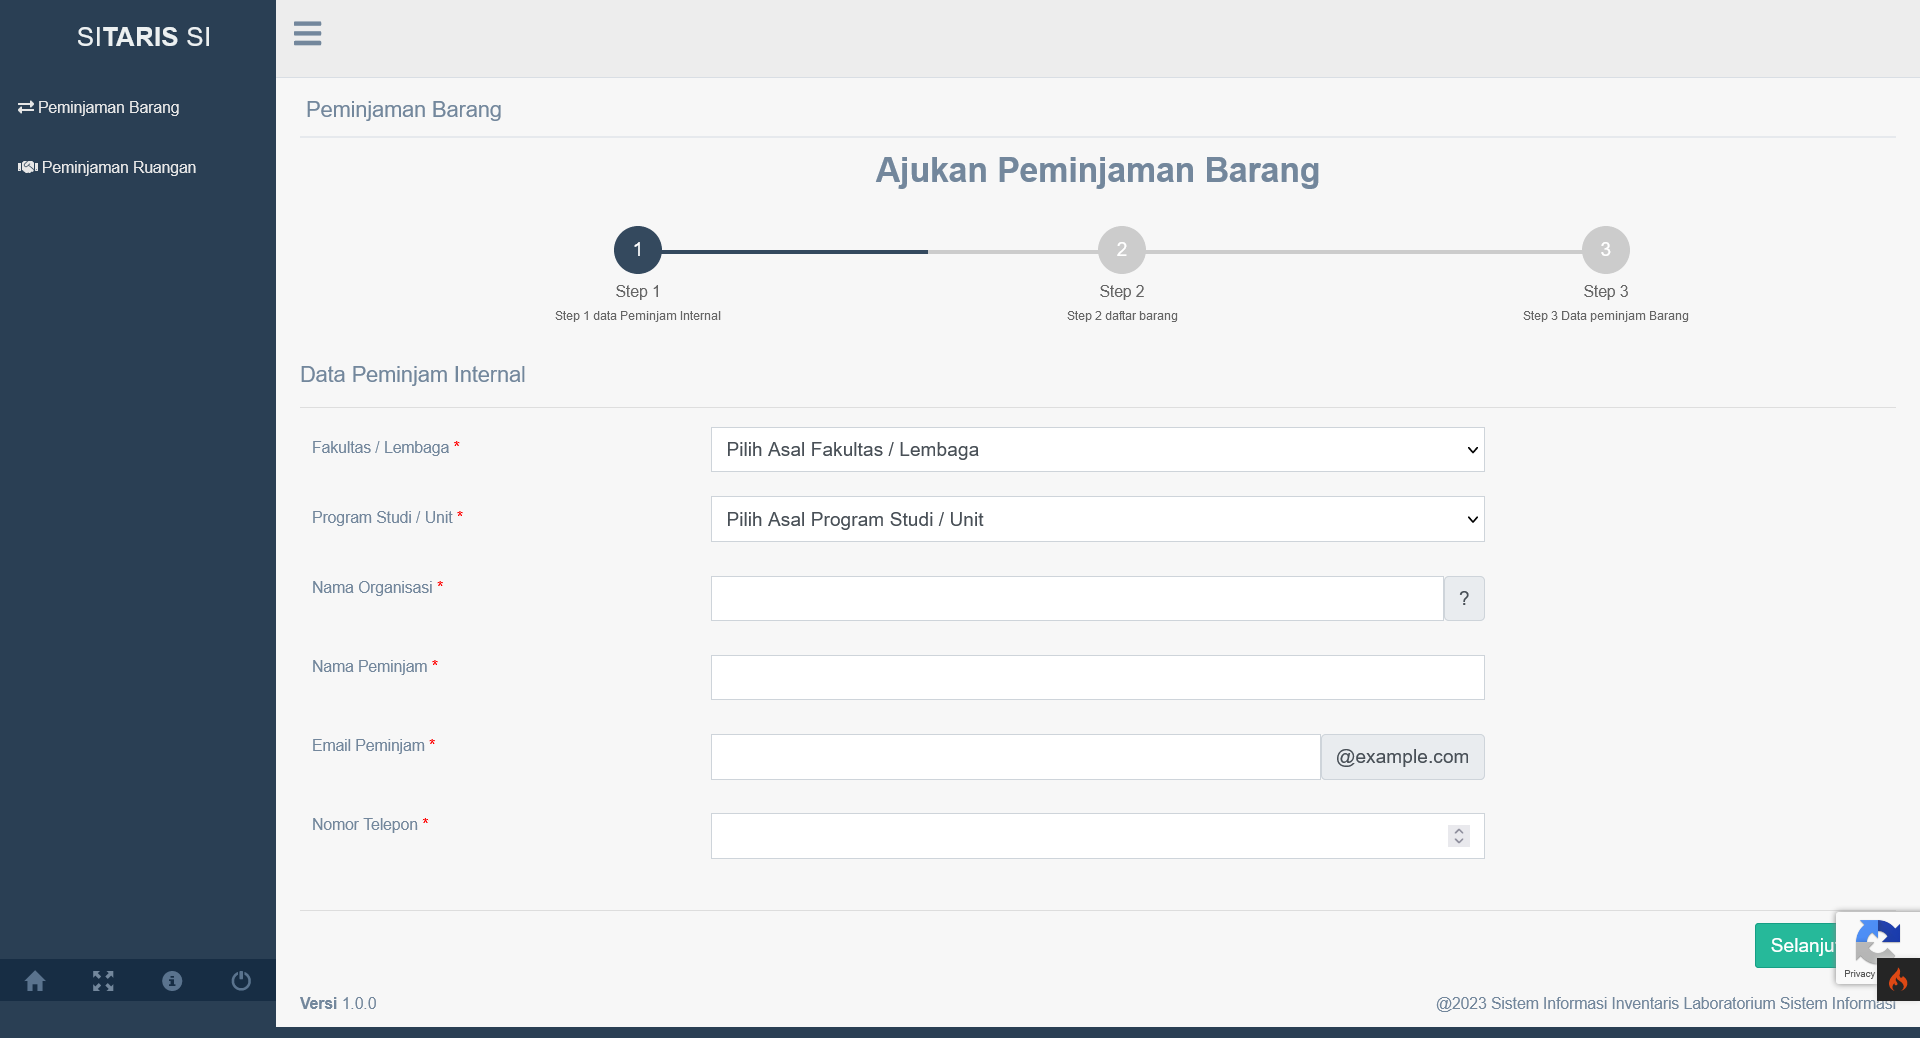 SITARIS SI
Peminjaman Barang
Peminjaman Ruangan
Peminjaman Barang
Ajukan Peminjaman Barang
1
2
3
Step 1
Step 2
Step 3
Step 1 data Peminjam Internal
Step 2 daftar barang
Step 3 Data peminjam Barang
Data Peminjam Internal
Fakultas / Lembaga *
Pilih Asal Fakultas / Lembaga
Program Studi / Unit *
Pilih Asal Program Studi / Unit
Nama Organisasi *
?
Nama Peminjam *
Email Peminjam *
@example.com
Nomor Telepon *
Selanju
Privacy
Versi 1.0.0
@2023 Sistem Informasi Inventaris Laboratorium Sistem Informasi